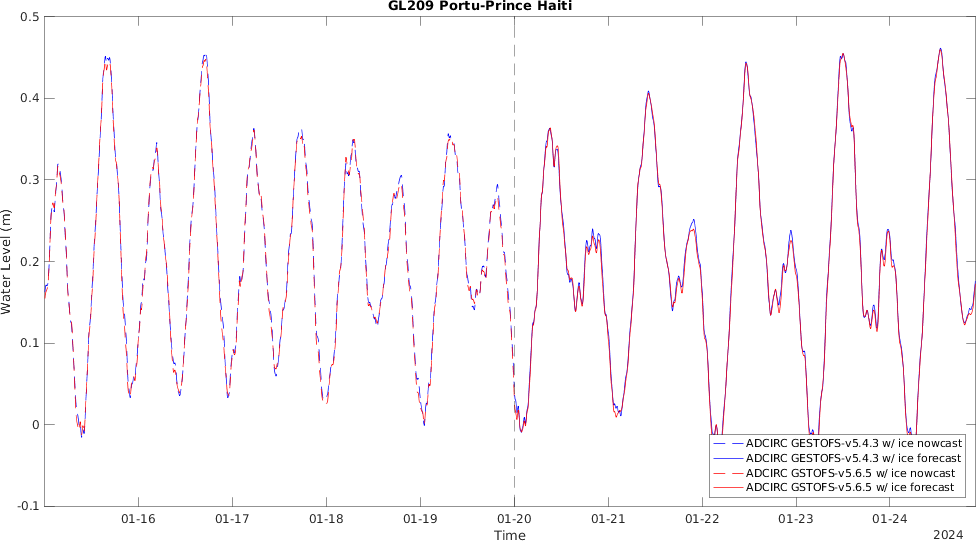 GL209 Portu-Prince Haiti
0.5
0.4
0.3
0.2
0.1
0
-0.1
Water Level (m)
ADCIRC GESTOFS-v5.4.3 w/ ice nowcast
ADCIRC GESTOFS-v5.4.3 w/ ice forecast
ADCIRC GSTOFS-v5.6.5 w/ ice nowcast
ADCIRC GSTOFS-v5.6.5 w/ ice forecast
01-16 01-17 01-18 01-19 01-20 01-21 01-22 01-23 01-24
Time
2024